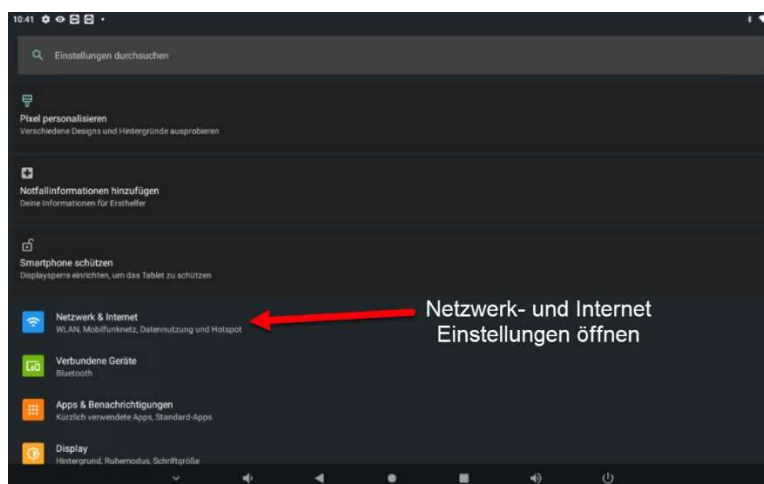 10:41
Einstellungen durchsuchen
Pixel personalisieren
Verschiedene Designs und Hintergründe ausprobieren
Notfallinformationen hinzufügen
Deine Informationen für Ersthelfer
Smartphone schützen
Displaysperre einrichten, um das Tablet zu schützen
Netzwerk & Internet
WLAN, Mobilfunknetz, Datennutzung und Hotspot
Netzwerk- und Internet
Einstellungen öffnen
Verbundene Geräte
Bluetooth
Apps & Benachrichtigungen
Kürzlich verwendete Apps, Standard-Apps
Display
Hintergrund, Ruhemodus, Schriftgröße